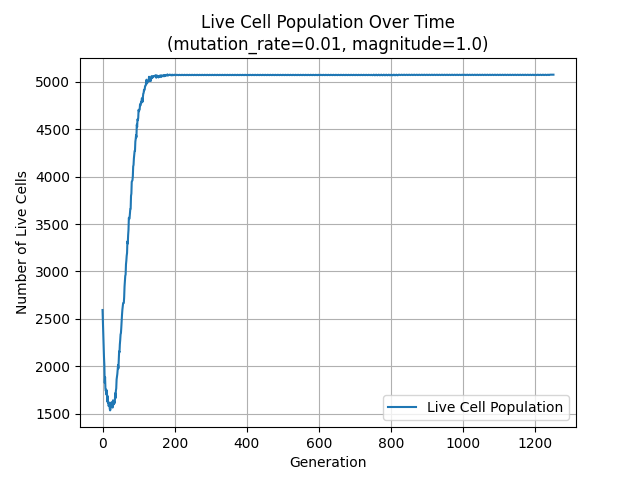 Live Cell Population Over Time
(mutation_rate=0.01, magnitude=1.0)
Number of Live Cells
5000
4500
4000
3500
3000
2500
2000
1500
Live Cell Population
0 200 400 600 800 1000 1200
Generation